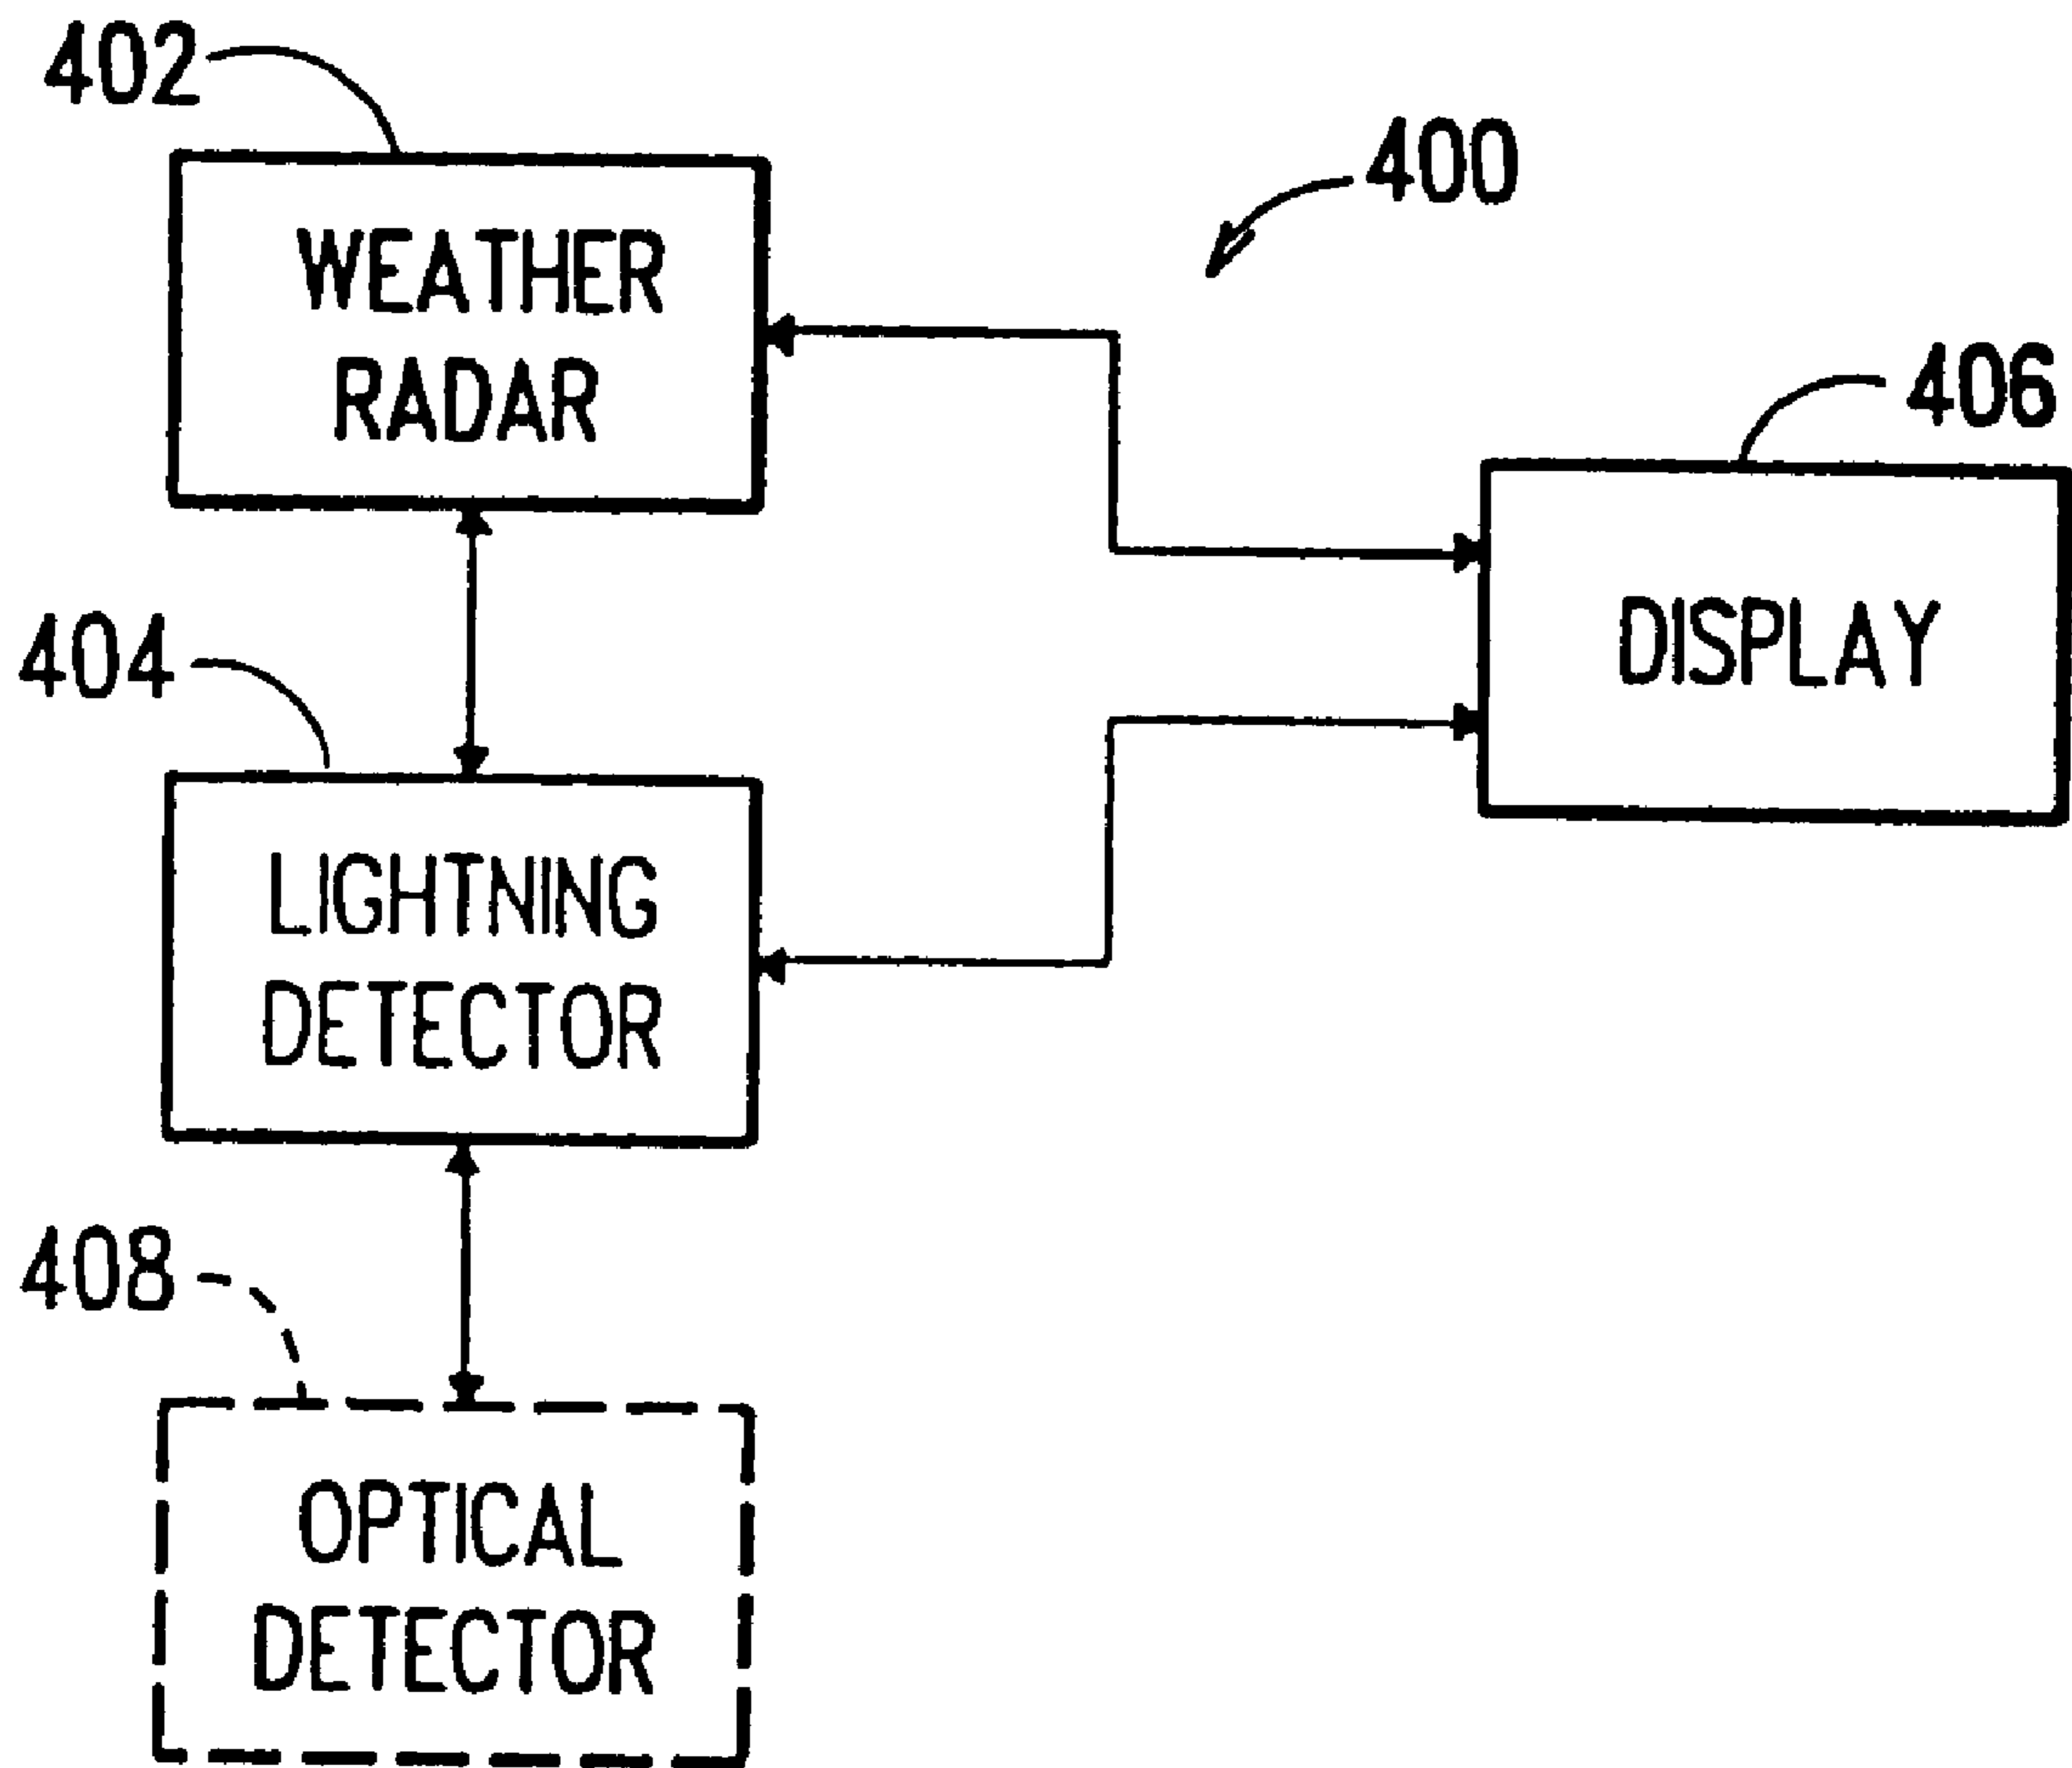 402
400
WEATHER
RADAR
406
DISPLAY
404
LIGHTNING
DETECTOR
408
OPTICAL
DETECTOR